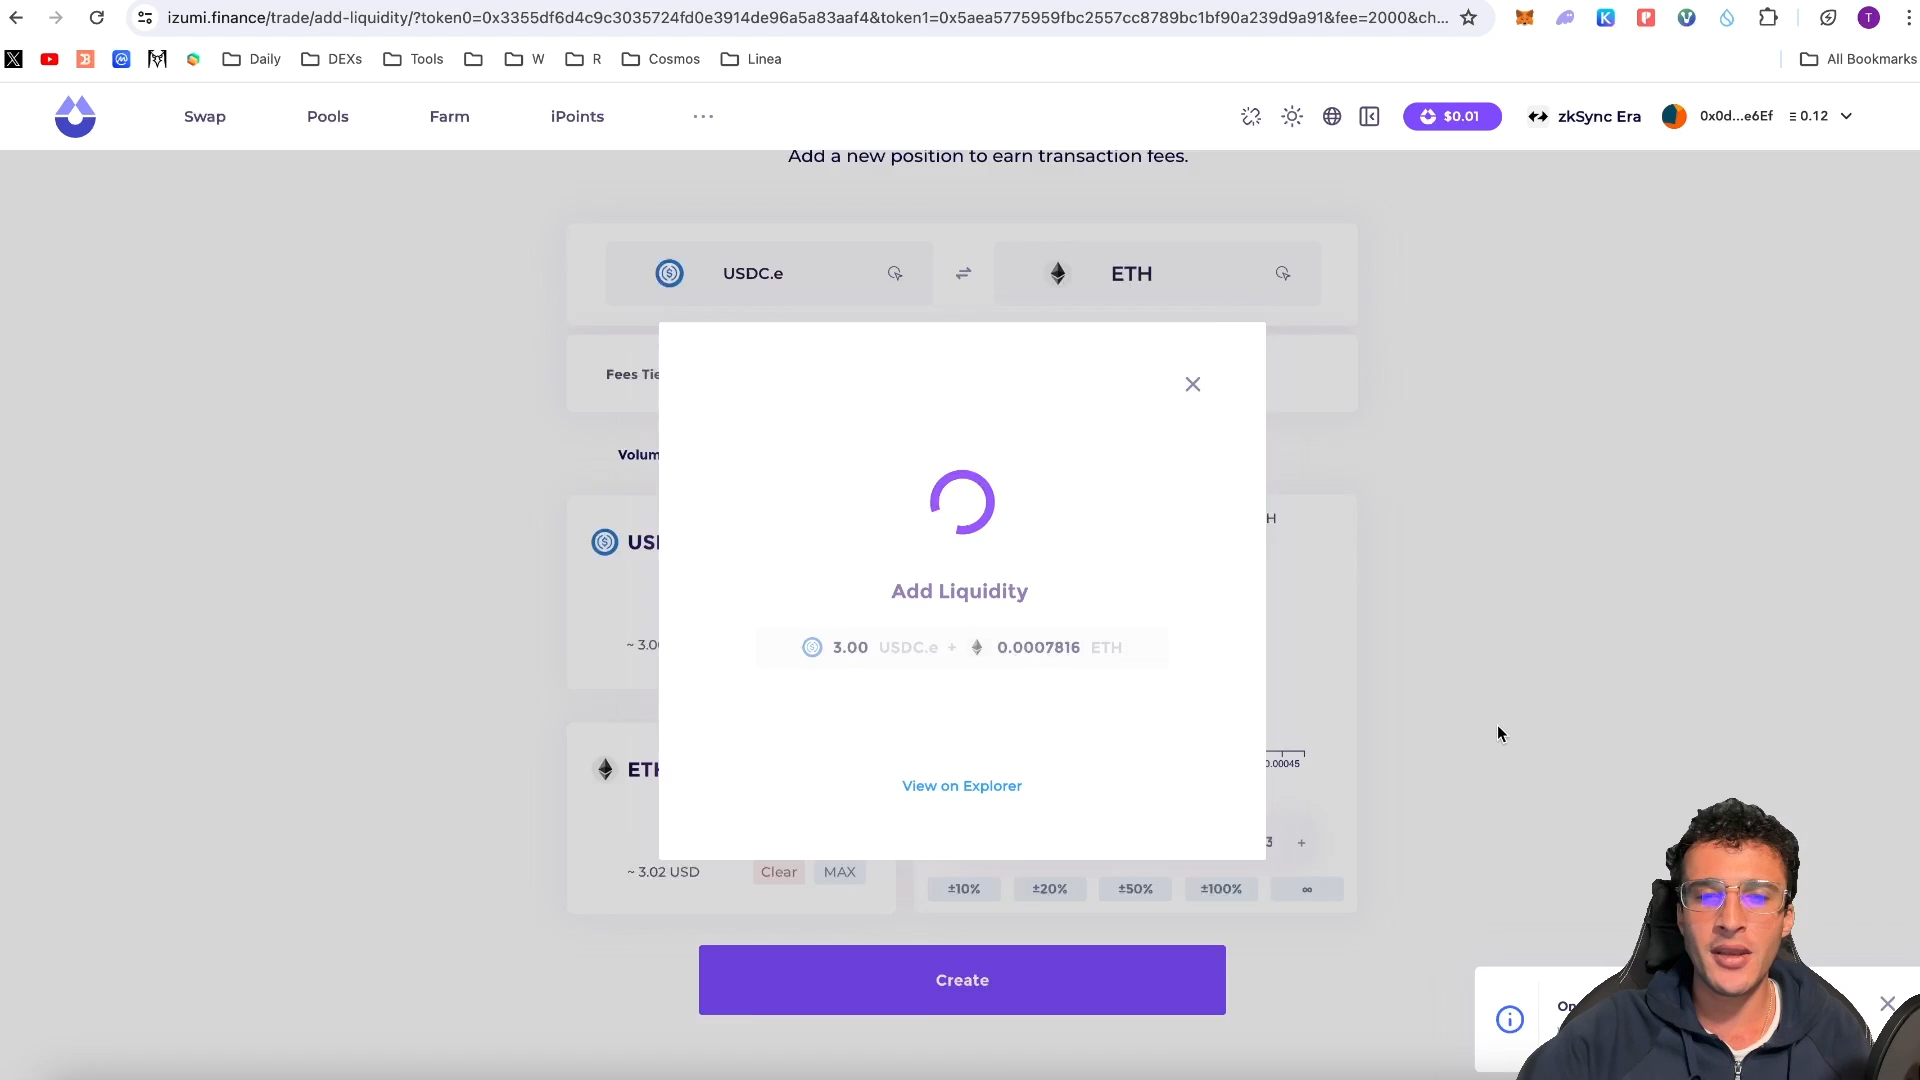 izumi.finance/trade/add-liquidity/?token0=0x3355df6d4c9c3035724fd0e3914de96a5a83aaf4&token1=0x5aea5775959fbc2557cc8789bc1bf90a239d9a91&fee=2000&ch...
T
Daily
DEXs
Tools
W
R
Cosmos
Linea
All Bookmarks
Swap
Pools
Farm
iPoints
...
$0.01
zkSync Era
0x0d...e6Ef
0.12
Add a new position to earn transaction fees.
USDC.e
ETH
Fees Tie
Volum
USD
H
~ 3.00
Add Liquidity
3.00 USDC.e + 0.0007816 ETH
0.00045
ETH
View on Explorer
3 +
~ 3.02 USD
Clear
MAX
±10%
±20%
±50%
±100%
∞
Create